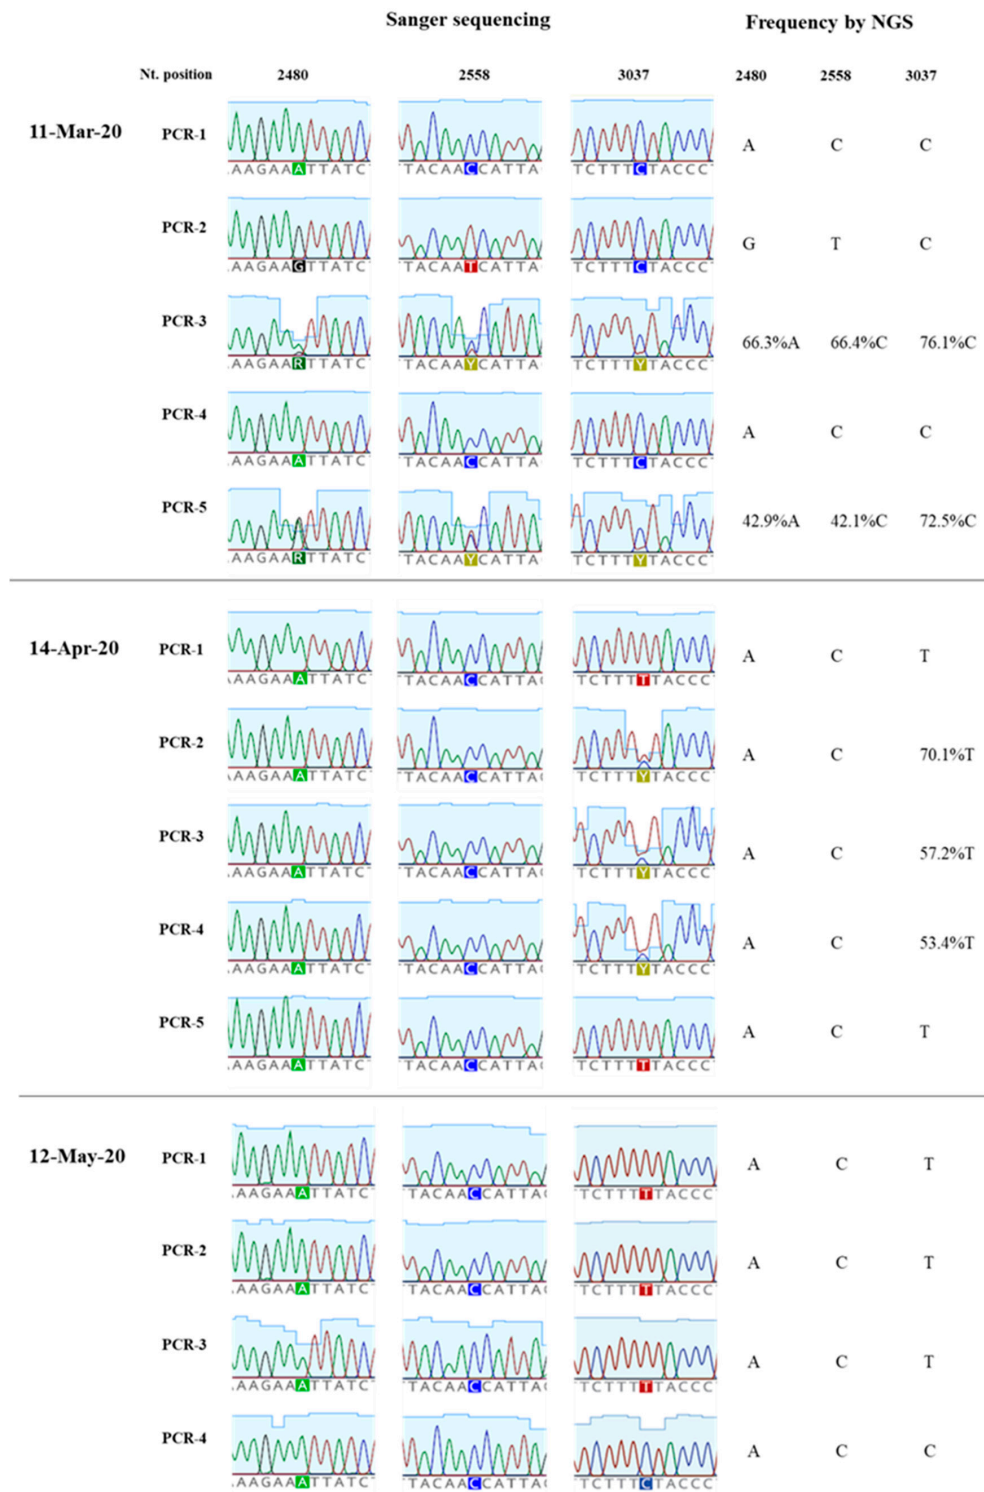 Sanger sequencing Frequency by NGS
Nt. position 2480 2558 3037 2480 2558 3037
11-Mar-20 PCR-1 A C C
AAGAAATTATC TACAACCATTA TCTTTCTACCC
PCR-2 G T C
AAGAAGTTATC TACAATCATTA TCTTTCTACCC
PCR-3 66.3%A 66.4%C 76.1%C
AAGAARTTATC TACAAYCATTA TCTTTYTACCC
PCR-4 A C C
AAGAAATTATC TACAACCATTA TCTTTCTACCC
PCR-5 42.9%A 42.1%C 72.5%C
AAGAARTTATC TACAAYCATTA TCTTTYTACCC
14-Apr-20 PCR-1 A C T
AAGAAATTATC TACAACCATTA TCTTTTTACCC
PCR-2 A C 70.1%T
AAGAAATTATC TACAACCATTA TCTTTYTACCC
PCR-3 A C 57.2%T
AAGAAATTATC TACAACCATTA TCTTTYTACCC
PCR-4 A C 53.4%T
AAGAAATTATC TACAACCATTA TCTTTYTACCC
PCR-5 A C T
AAGAAATTATC TACAACCATTA TCTTTTTACCC
12-May-20 PCR-1 A C T
AAGAAATTATC TACAACCATTA TCTTTTTACCC
PCR-2 A C T
AAGAAATTATC TACAACCATTA TCTTTTTACCC
PCR-3 A C T
AAGAAATTATC TACAACCATTA TCTTTTTACCC
PCR-4 A C C
AAGAAATTATC TACAACCATTA TCTTTCTACCC